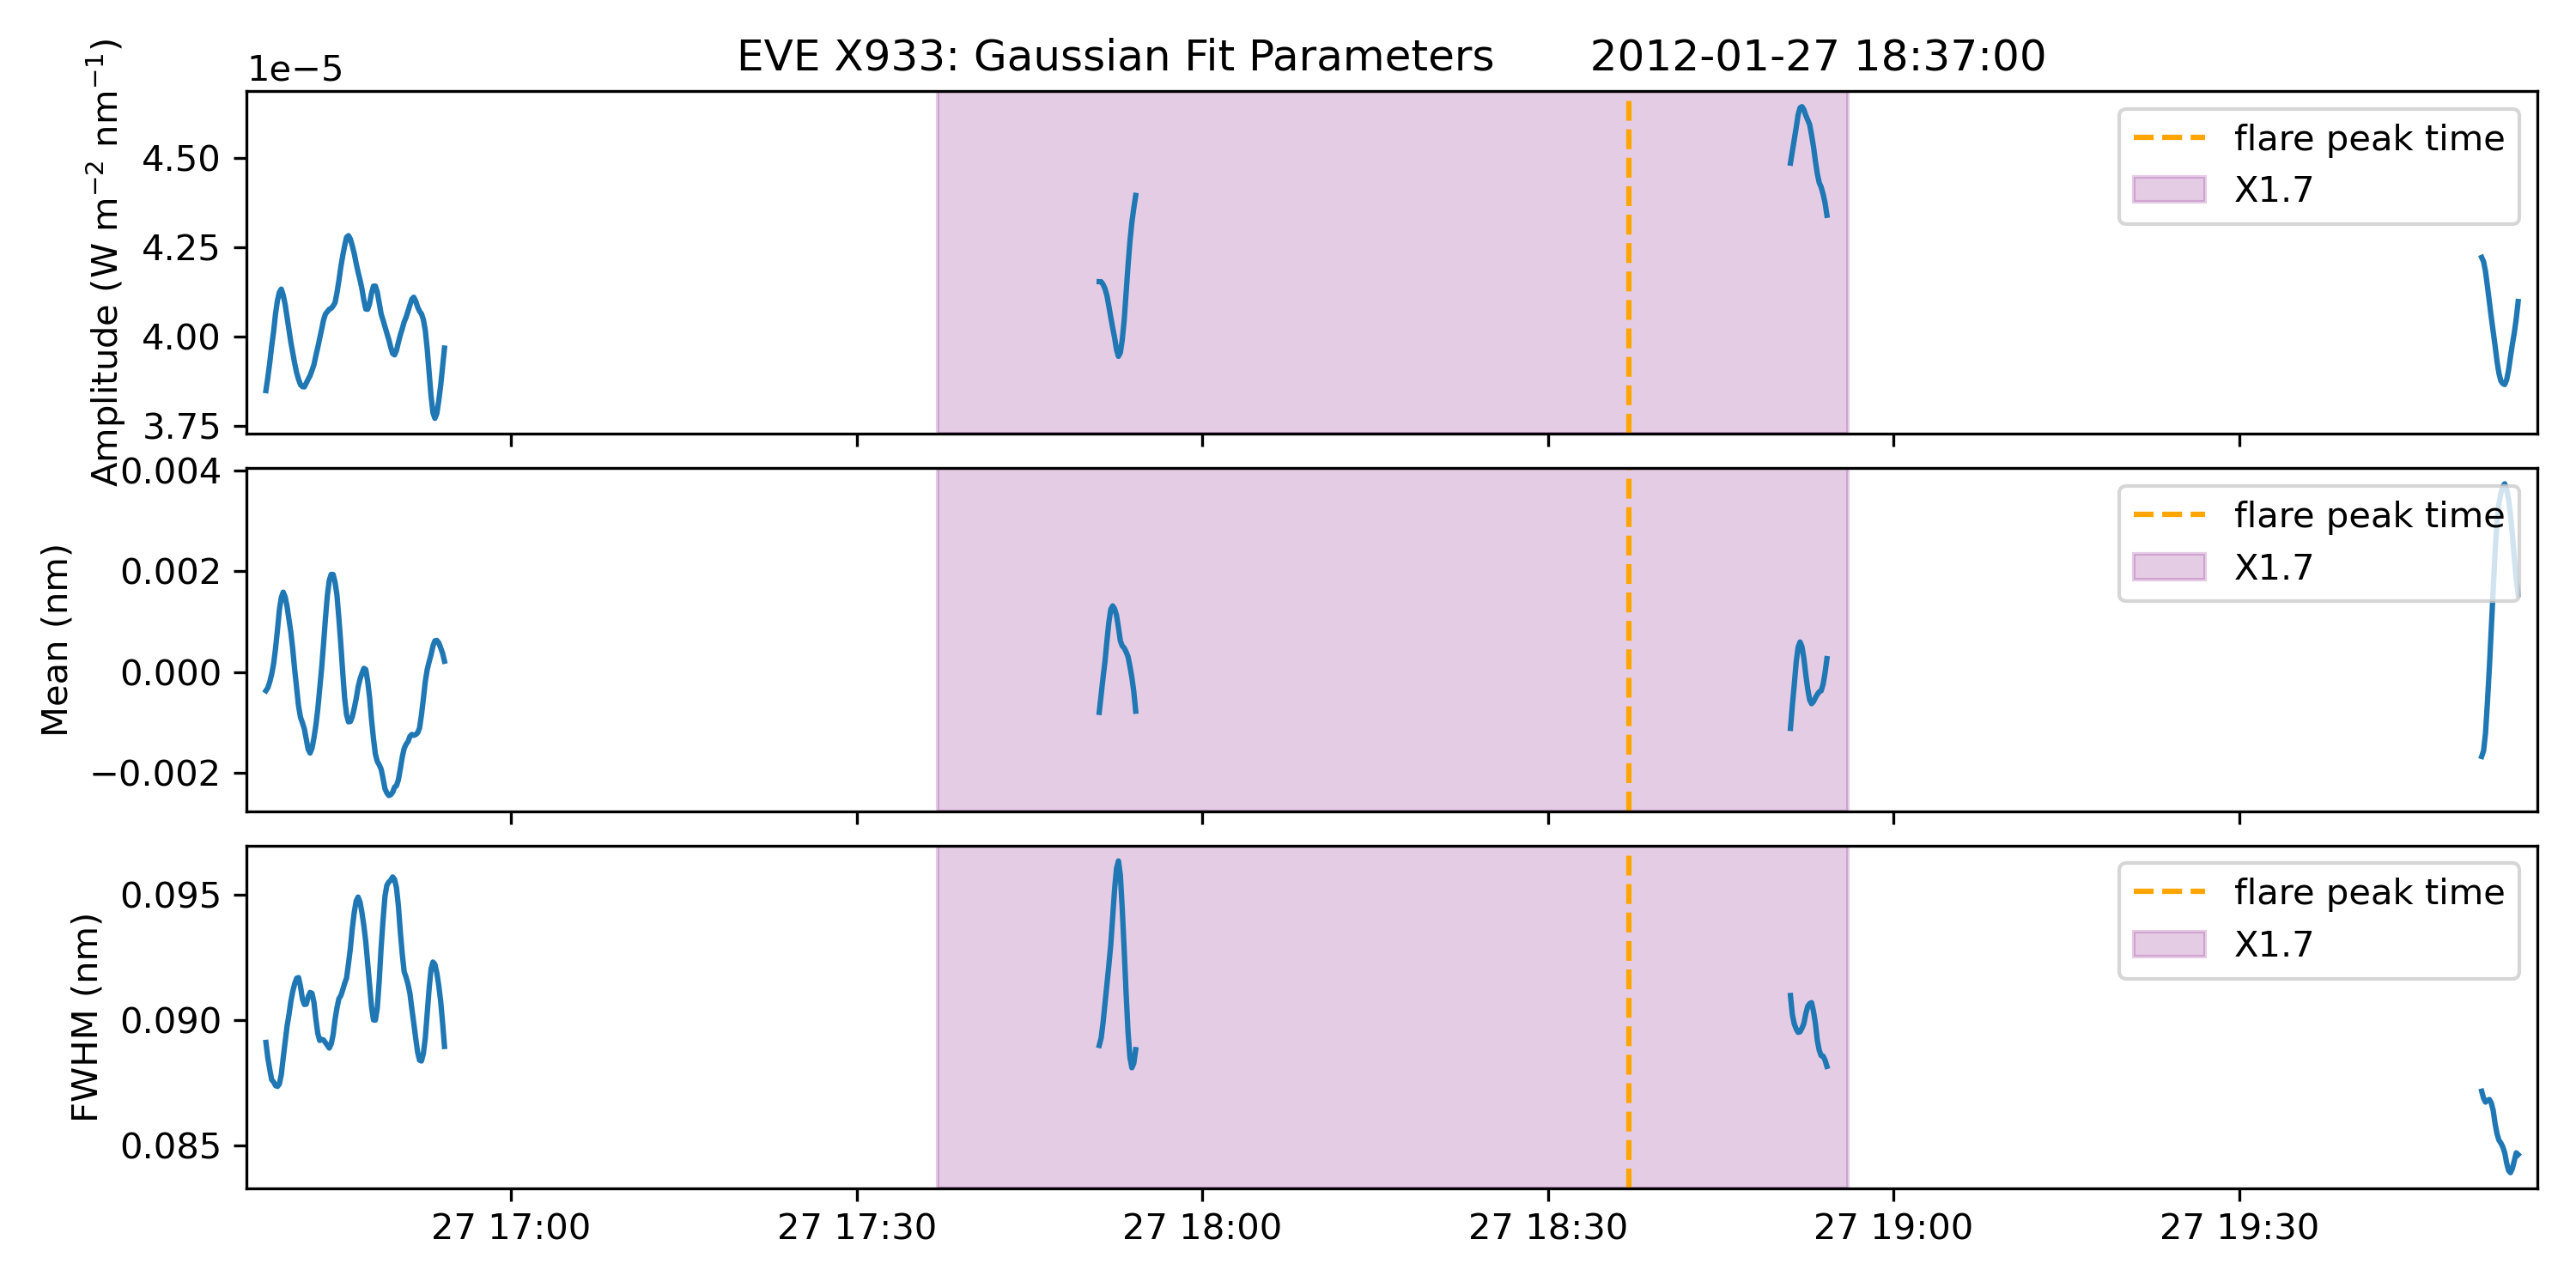 EVE X933: Gaussian Fit Parameters 2012-01-27 18:37:00
1e−5
Amplitude (W m⁻² nm⁻¹)
4.50
4.25
4.00
3.75
flare peak time
X1.7
Mean (nm)
0.004
0.002
0.000
−0.002
flare peak time
X1.7
FWHM (nm)
0.095
0.090
0.085
flare peak time
X1.7
27 17:00 27 17:30 27 18:00 27 18:30 27 19:00 27 19:30